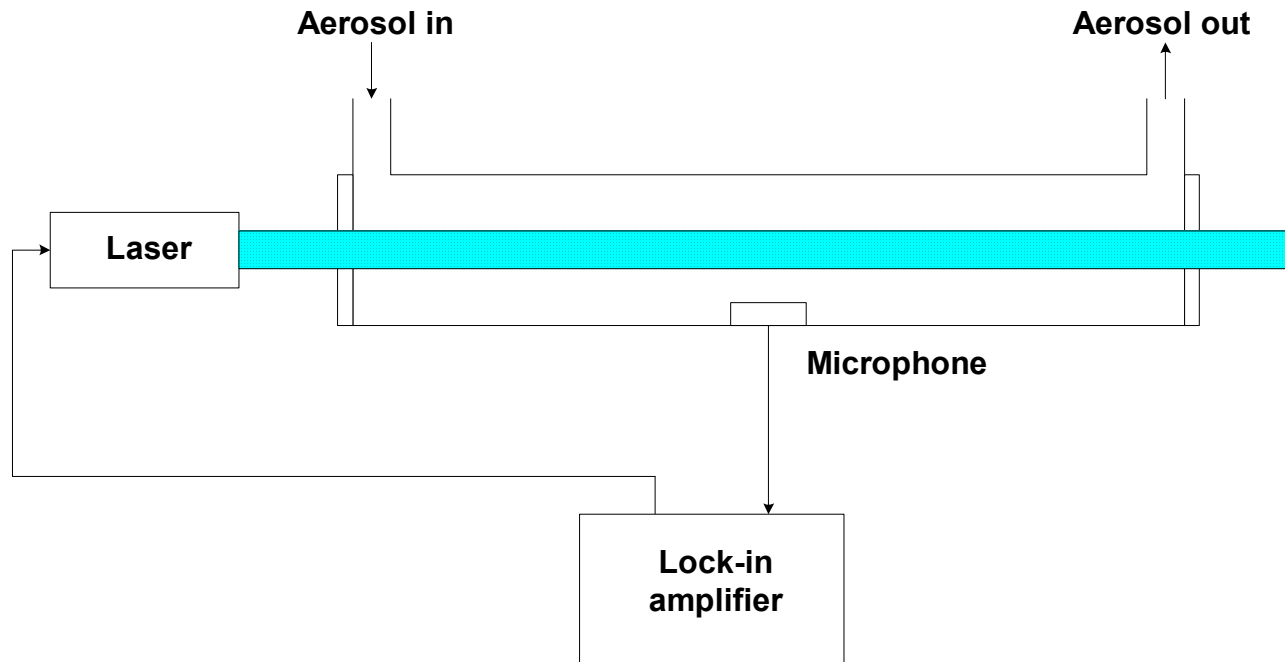 Aerosol in
Aerosol out
Laser
Microphone
Lock-in
amplifier